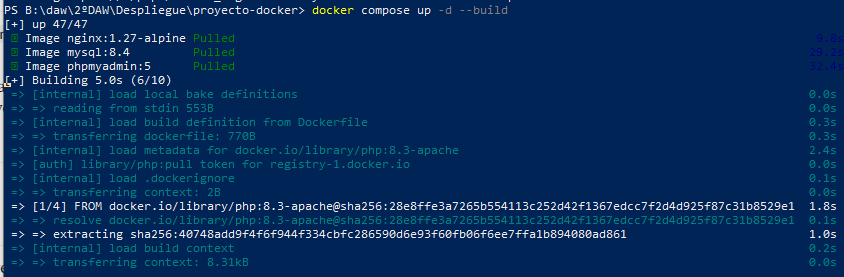 PS B:\daw\2ºDAW\Despliegue\proyecto-docker> docker compose up -d --build
[+] up 47/47
Image nginx:1.27-alpine Pulled 9.8s
Image mysql:8.4 Pulled 29.2s
Image phpmyadmin:5 Pulled 32.4s
[+] Building 5.0s (6/10)
=> [internal] load local bake definitions 0.0s
=> => reading from stdin 553B 0.0s
=> [internal] load build definition from Dockerfile 0.3s
=> => transferring dockerfile: 770B 0.3s
=> [internal] load metadata for docker.io/library/php:8.3-apache 2.4s
=> [auth] library/php:pull token for registry-1.docker.io 0.0s
=> [internal] load .dockerignore 0.1s
=> => transferring context: 2B 0.0s
=> [1/4] FROM docker.io/library/php:8.3-apache@sha256:28e8ffe3a7265b554113c252d42f1367edcc7f2d4d925f87c31b8529e1 1.8s
=> => resolve docker.io/library/php:8.3-apache@sha256:28e8ffe3a7265b554113c252d42f1367edcc7f2d4d925f87c31b8529e1 0.1s
=> => extracting sha256:40748add9f4f6f944f334cbfc286590d6e93f60fb06f6ee7ffa1b894080ad861 1.0s
=> [internal] load build context 0.2s
=> => transferring context: 8.31kB 0.0s